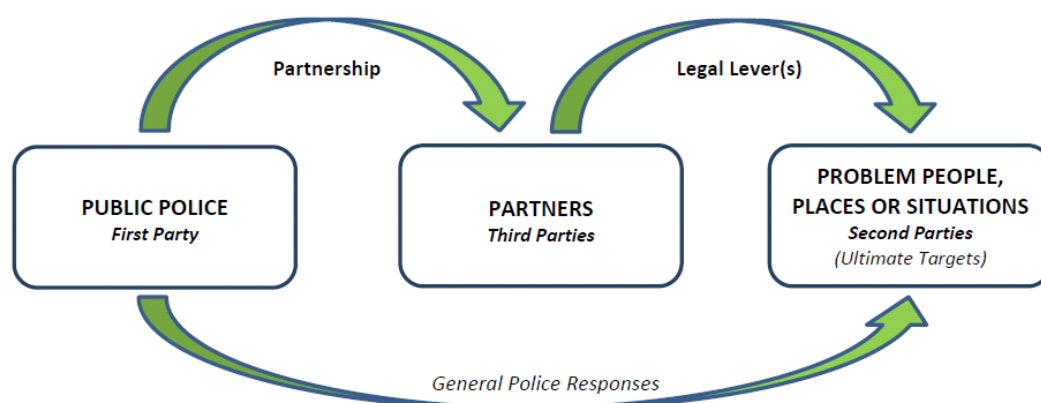 Partnership
Legal Lever(s)
PUBLIC POLICE
First Party
PARTNERS
Third Parties
PROBLEM PEOPLE,
PLACES OR SITUATIONS
Second Parties
(Ultimate Targets)
General Police Responses